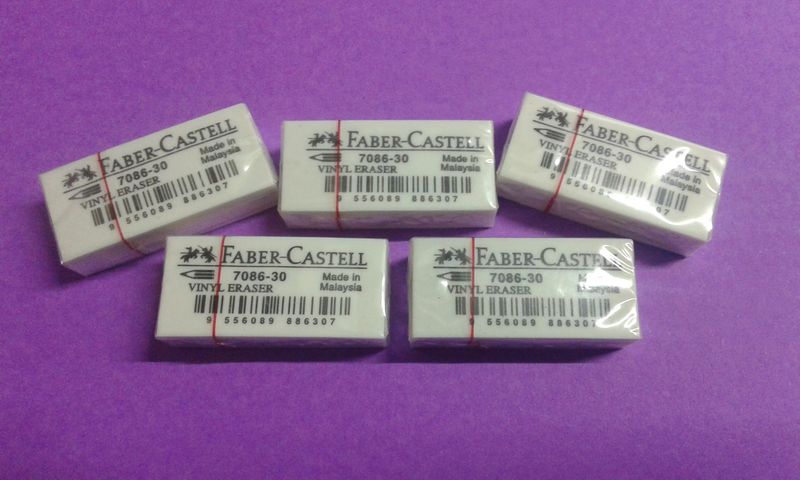 FABER-CASTELL
7086-30
VINYL ERASER
Made in
Malaysia
9 556089 886307
FABER-CASTELL
7086-30
VINYL ERASER
Made in
Malaysia
9 556089 886307
FABER-CASTELL
7086-30
VINYL ERASER
Made in
Malaysia
9 556089 886307
FABER-CASTELL
7086-30
VINYL ERASER
Made in
Malaysia
9 556089 886307
FABER-CASTELL
7086-30
VINYL ERASER
Made in
Malaysia
9 556089 886307